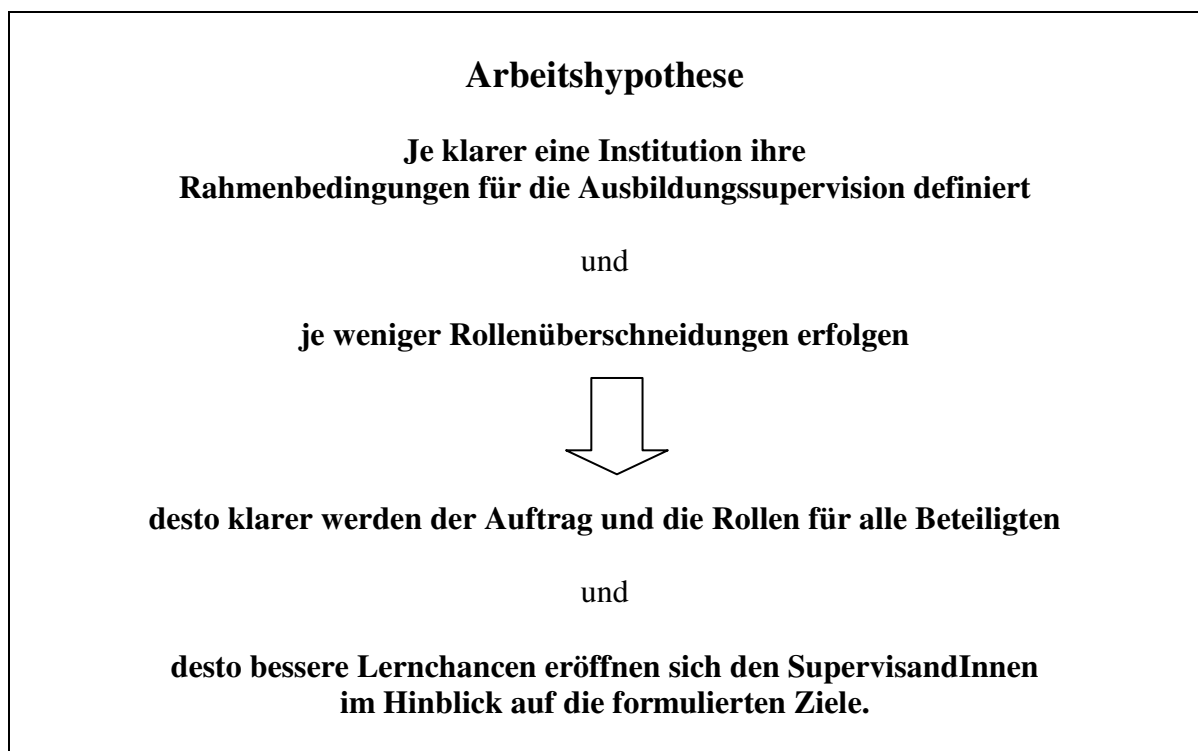 Arbeitshypothese
Je klarer eine Institution ihre
Rahmenbedingungen für die Ausbildungssupervision definiert
und
je weniger Rollenüberschneidungen erfolgen
desto klarer werden der Auftrag und die Rollen für alle Beteiligten
und
desto bessere Lernchancen eröffnen sich den SupervisandInnen
im Hinblick auf die formulierten Ziele.